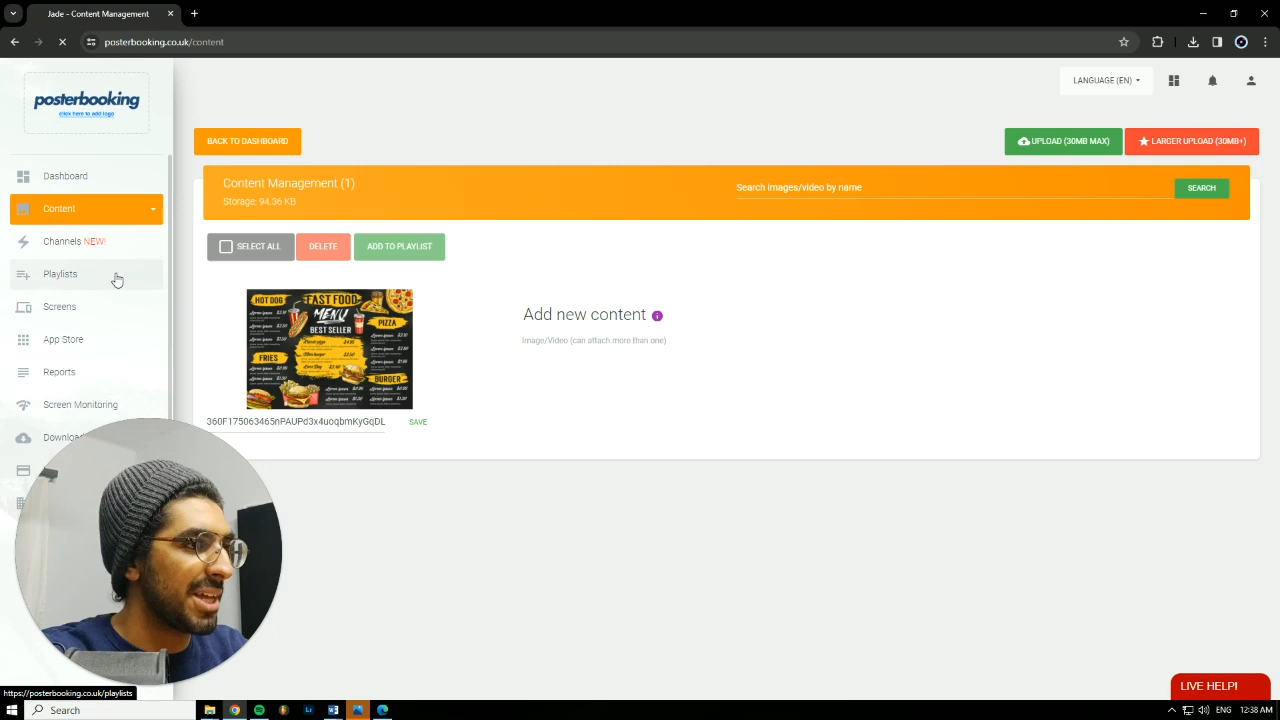 Jade - Content
posterbooking.co.uk/content
posterbooking
click here to add logo
LANGUAGE (EN)
BACK TO DASHBOARD
UPLOAD (30MB MAX)
LARGER UPLOAD (30MB+)
Dashboard
Content
Channels NEW!
Playlists
Screens
App Store
Reports
Screen Monitoring
Content Management (1)
Storage: 94.36 KB
Search images/video by name
SEARCH
SELECT ALL
DELETE
ADD TO PLAYLIST
HOT DOG
FAST FOOD
MENU
BEST SELLER
PIZZA
FRIES
BURGER
360F175063465nPAUPd3x4uoqbmKyGqDL
SAVE
Add new content
Image/Video (can attach more than one)
https://posterbooking.co.uk/playlists
LIVE HELP!
Search
ENG
12:38 AM